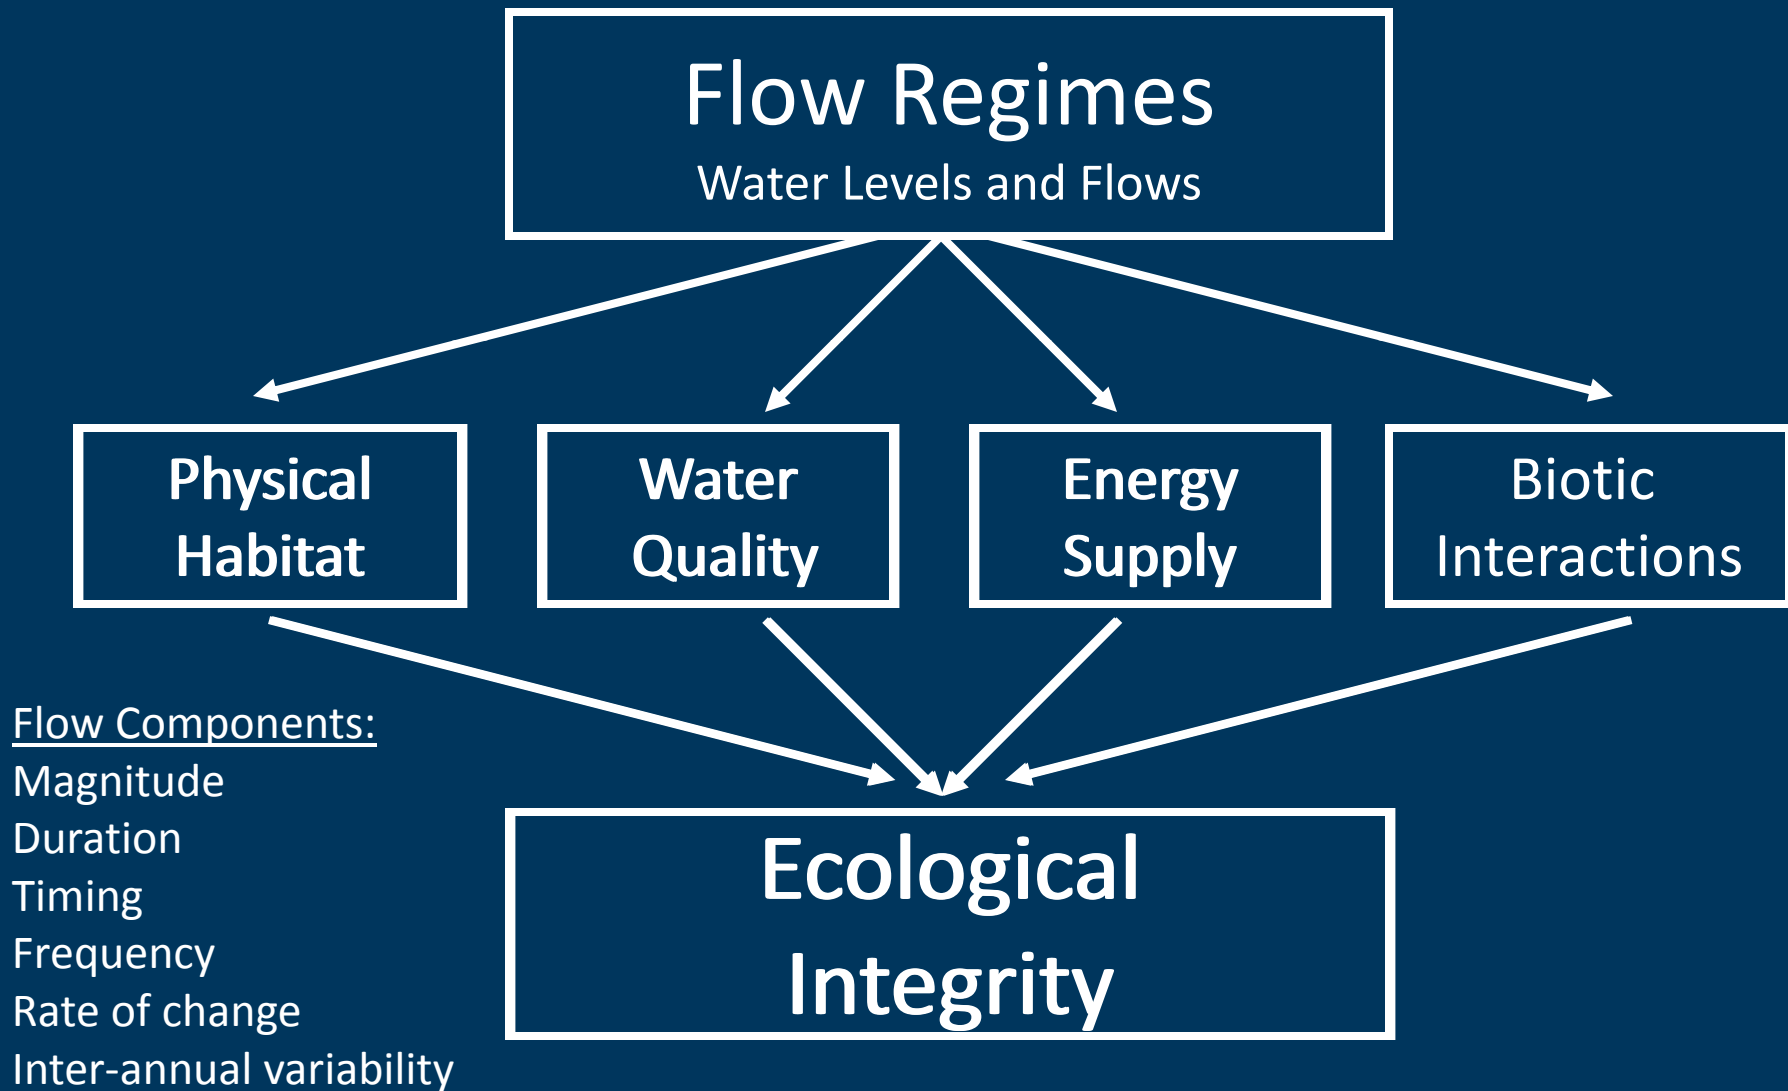 Flow Regimes
Water Levels and Flows
Physical
Habitat
Water
Quality
Energy
Supply
Biotic
Interactions
Flow Components:
Magnitude
Duration
Timing
Frequency
Rate of change
Inter-annual variability
Ecological
Integrity